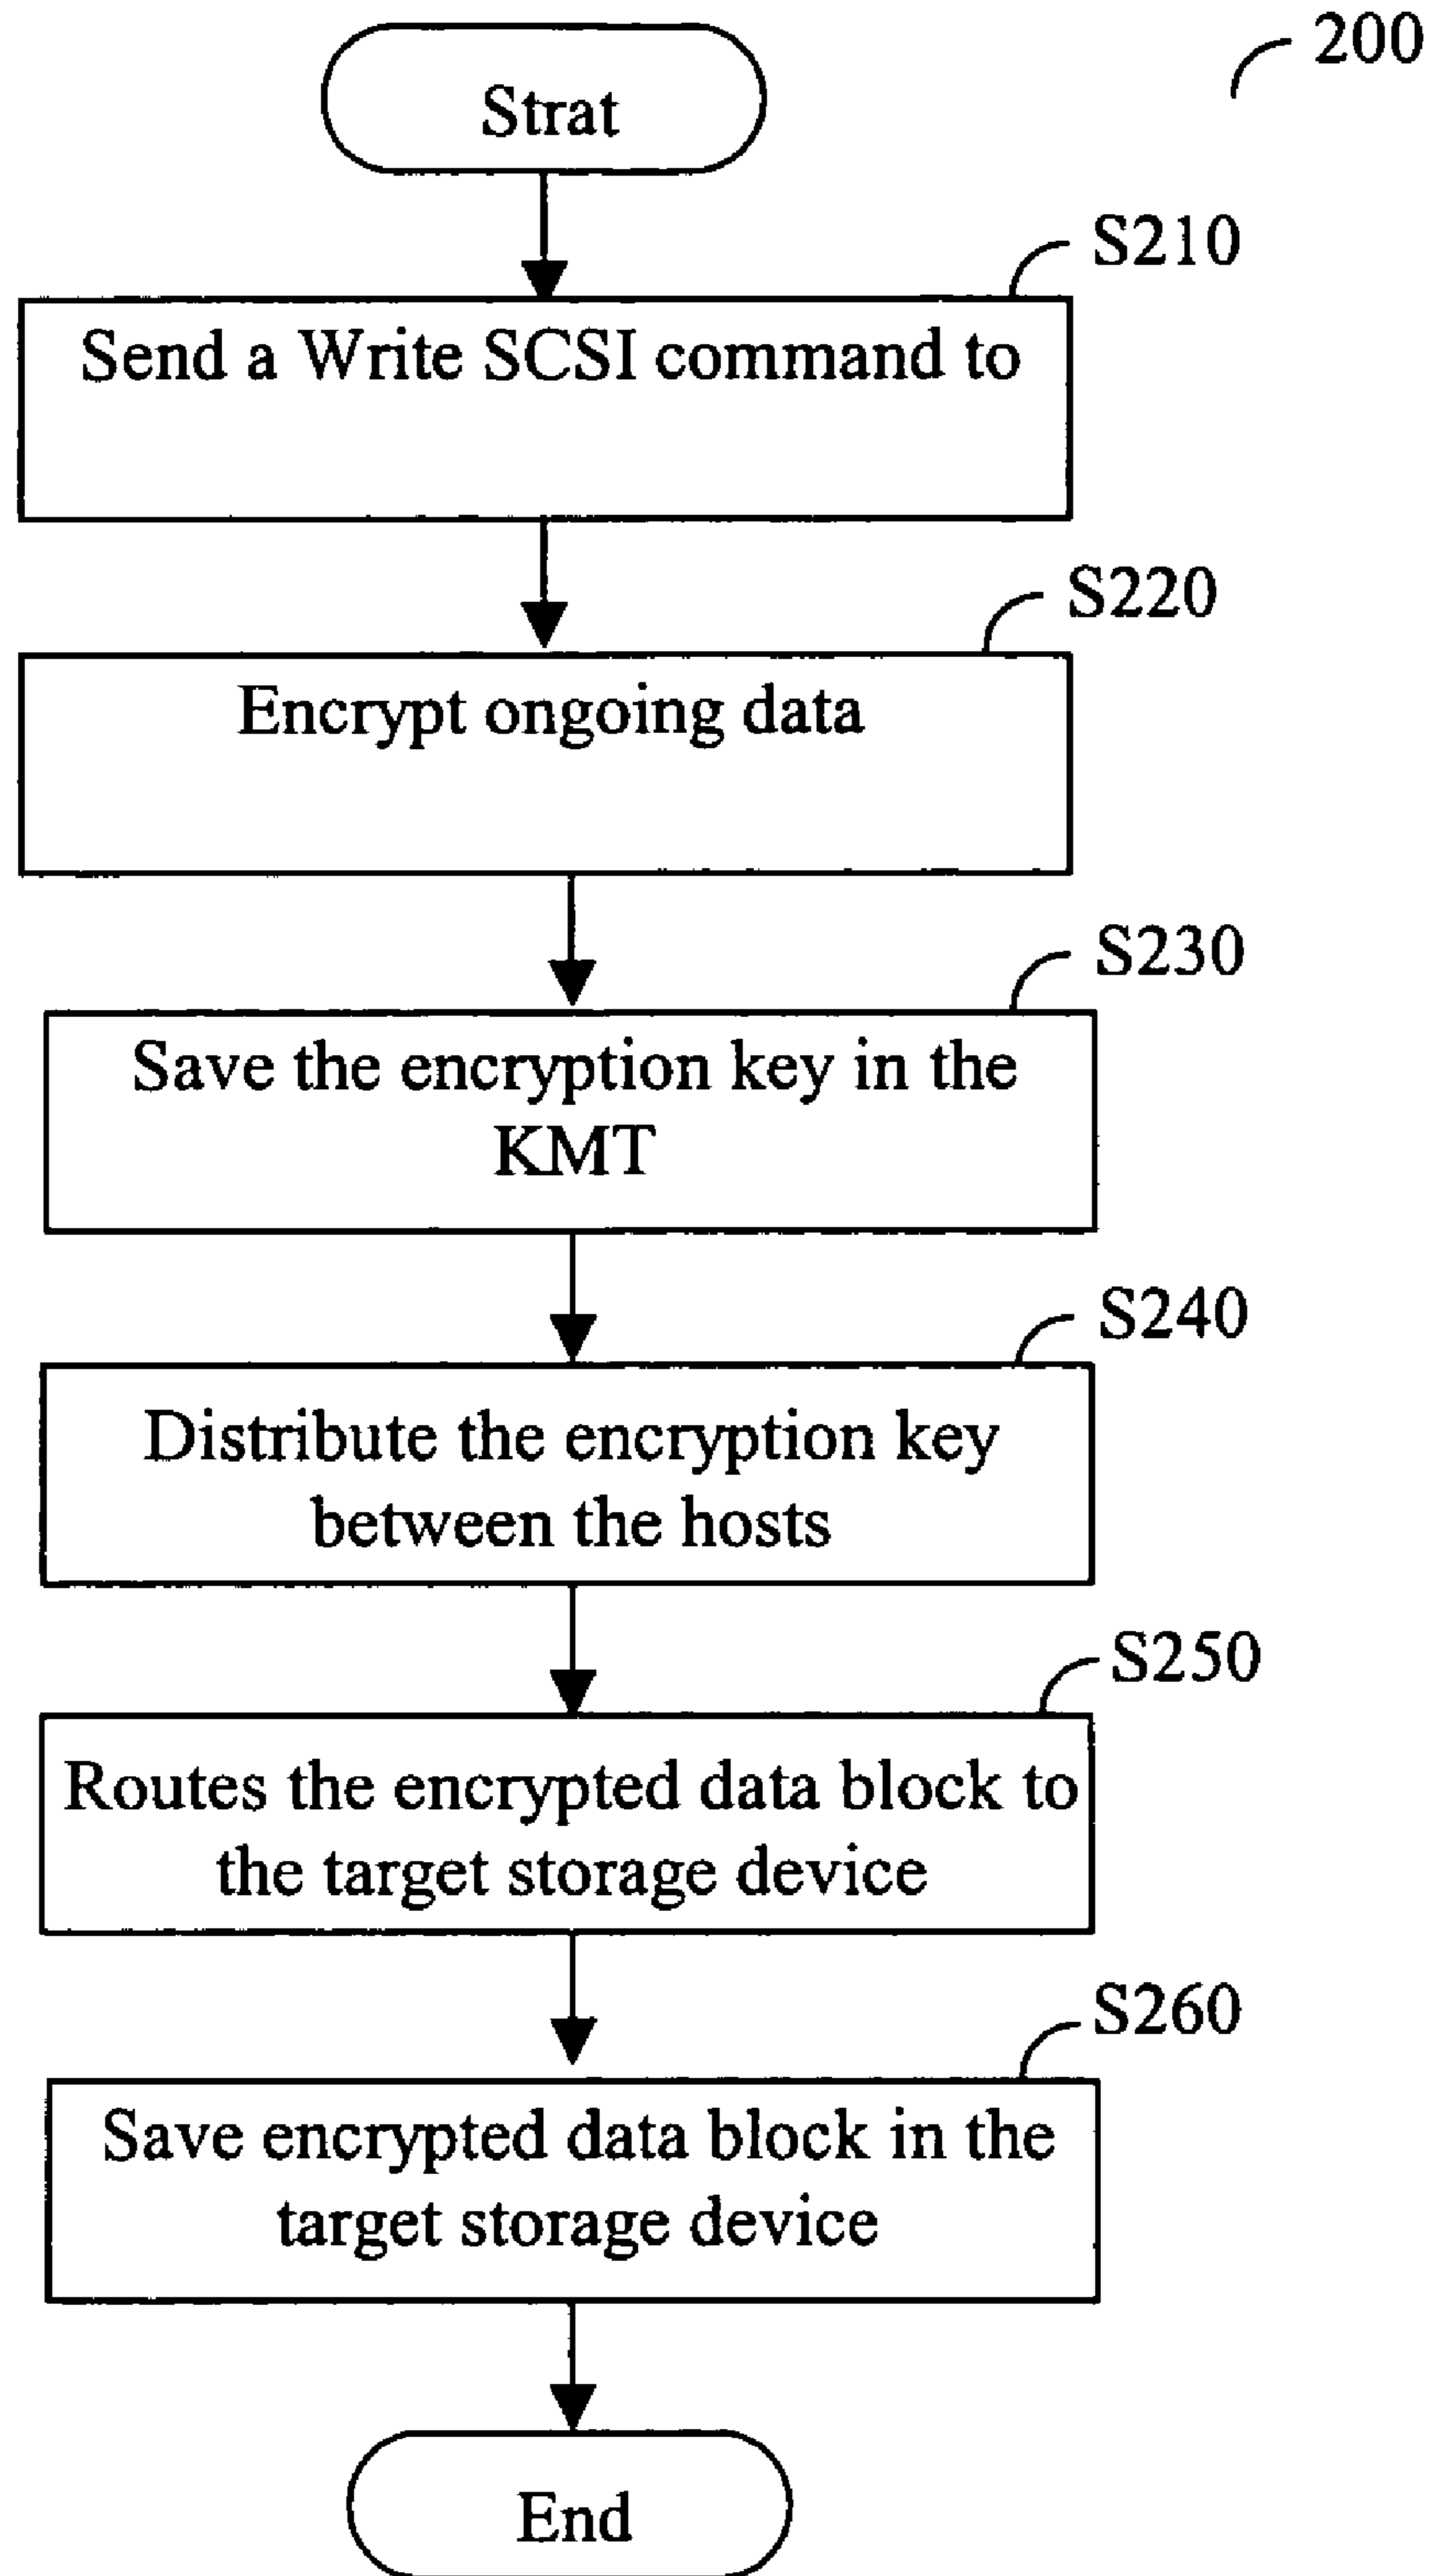 200
Strat
S210
Send a Write SCSI command to
S220
Encrypt ongoing data
S230
Save the encryption key in the
KMT
S240
Distribute the encryption key
between the hosts
S250
Routes the encrypted data block to
the target storage device
S260
Save encrypted data block in the
target storage device
End